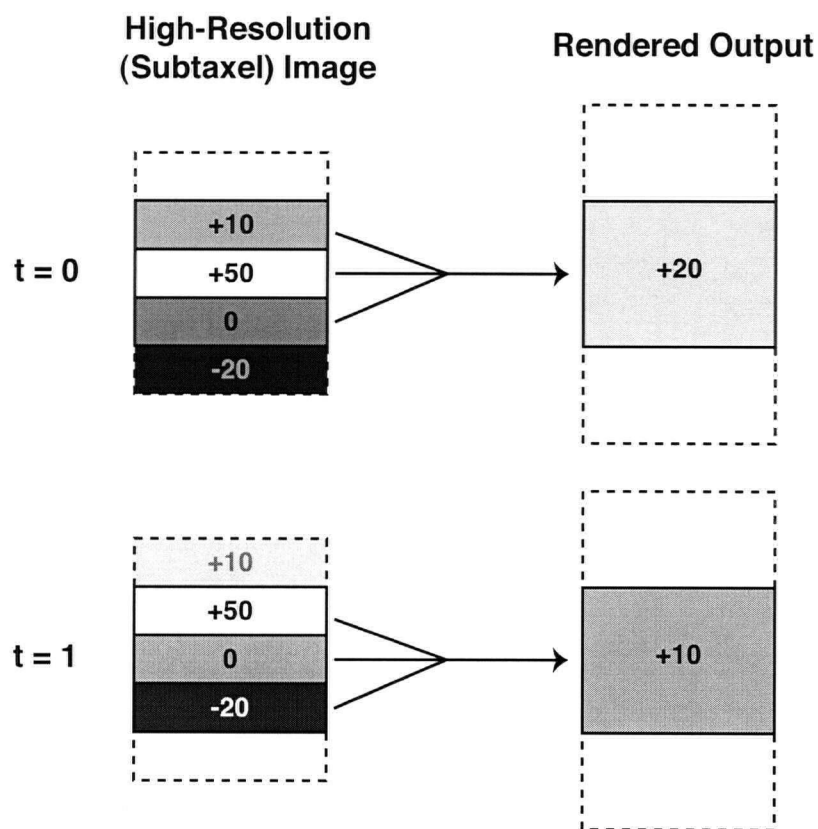 High-Resolution
(Subtaxel) Image
Rendered Output
t = 0
+10
+50
0
-20
+20
t = 1
+10
+50
0
-20
+10